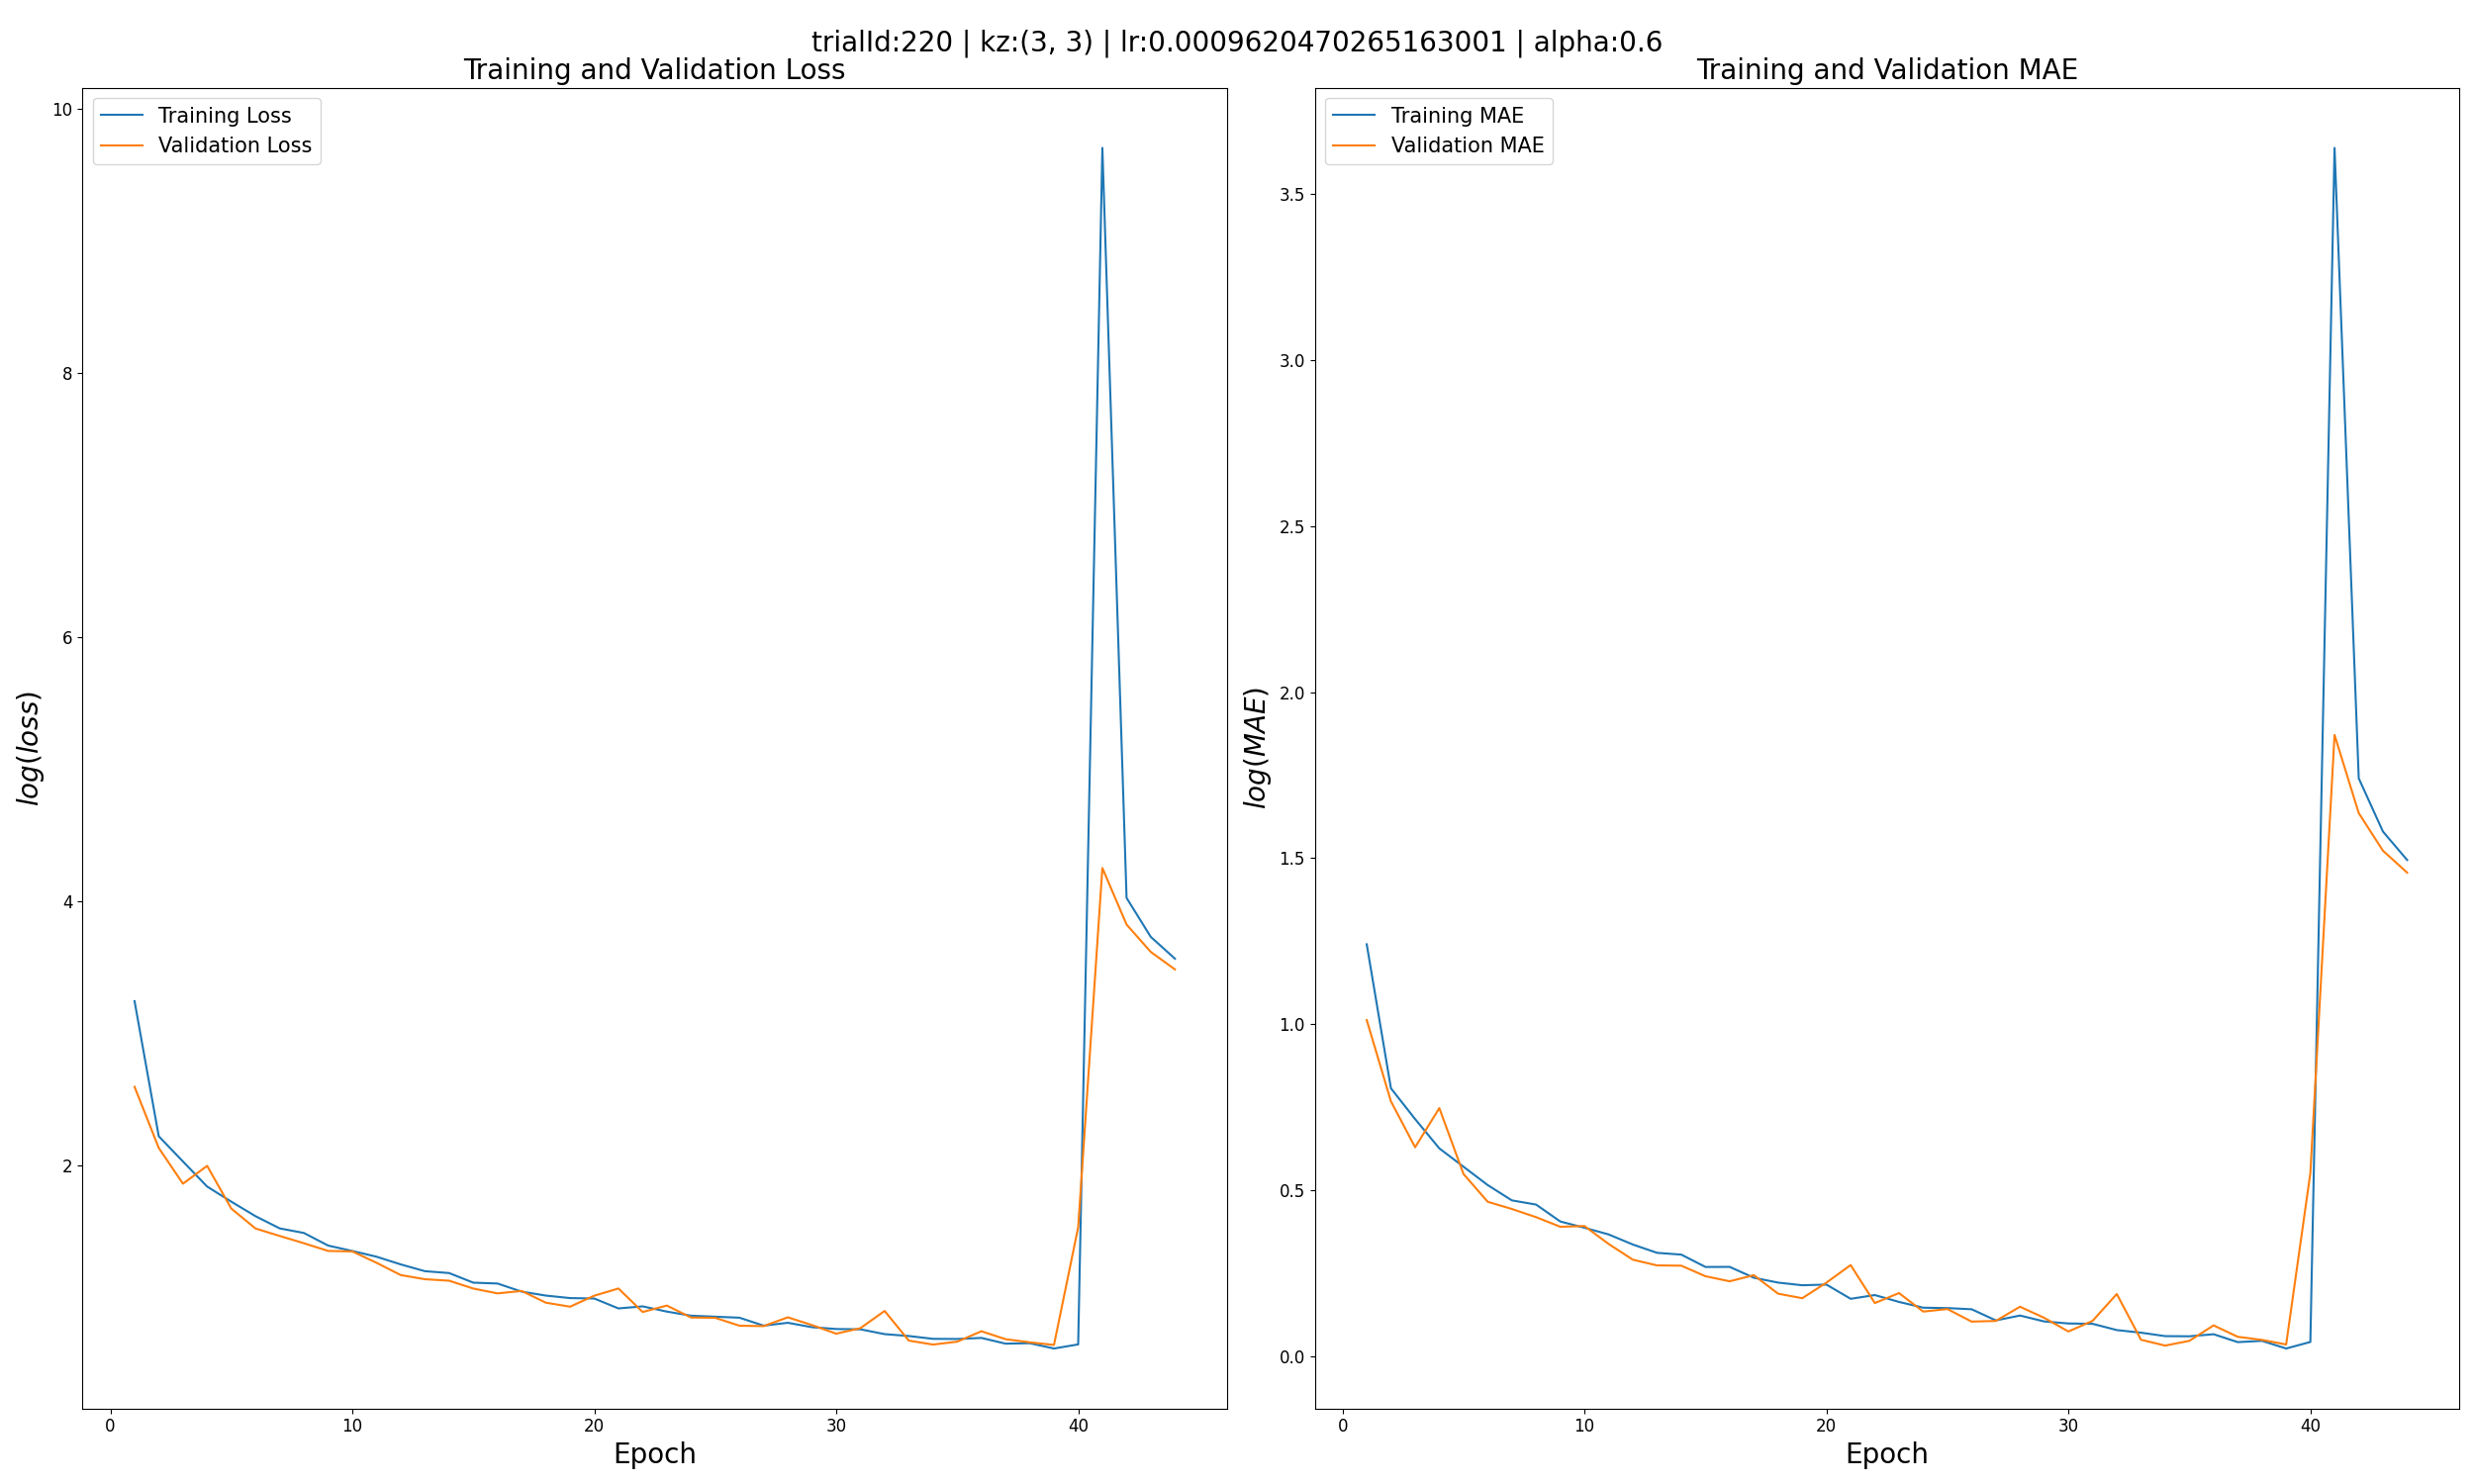 trialId:220 | kz:(3, 3) | lr:0.0009620470265163001 | alpha:0.6
Training and Validation Loss
Training Loss
Validation Loss
10
8
6
4
2
log(loss)
0
10
20
30
40
Epoch
Training and Validation MAE
Training MAE
Validation MAE
3.5
3.0
2.5
2.0
1.5
1.0
0.5
0.0
log(MAE)
0
10
20
30
40
Epoch